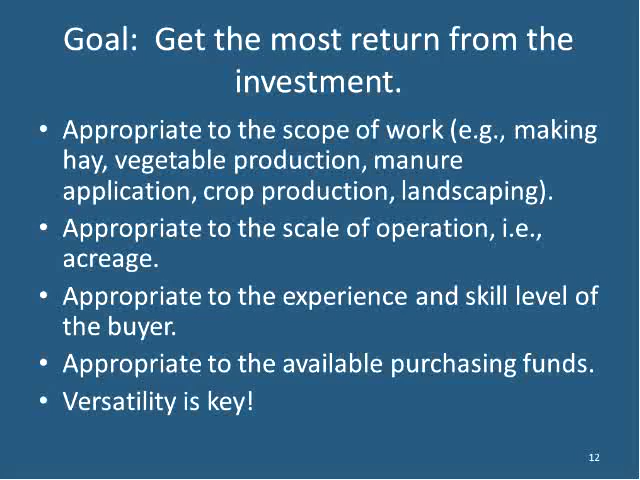 Goal:  Get the most return from the
investment.
• Appropriate to the scope of work (e.g., making
hay, vegetable production, manure
application, crop production, landscaping).
• Appropriate to the scale of operation, i.e.,
acreage.
• Appropriate to the experience and skill level of
the buyer.
• Appropriate to the available purchasing funds.
• Versatility is key!
12